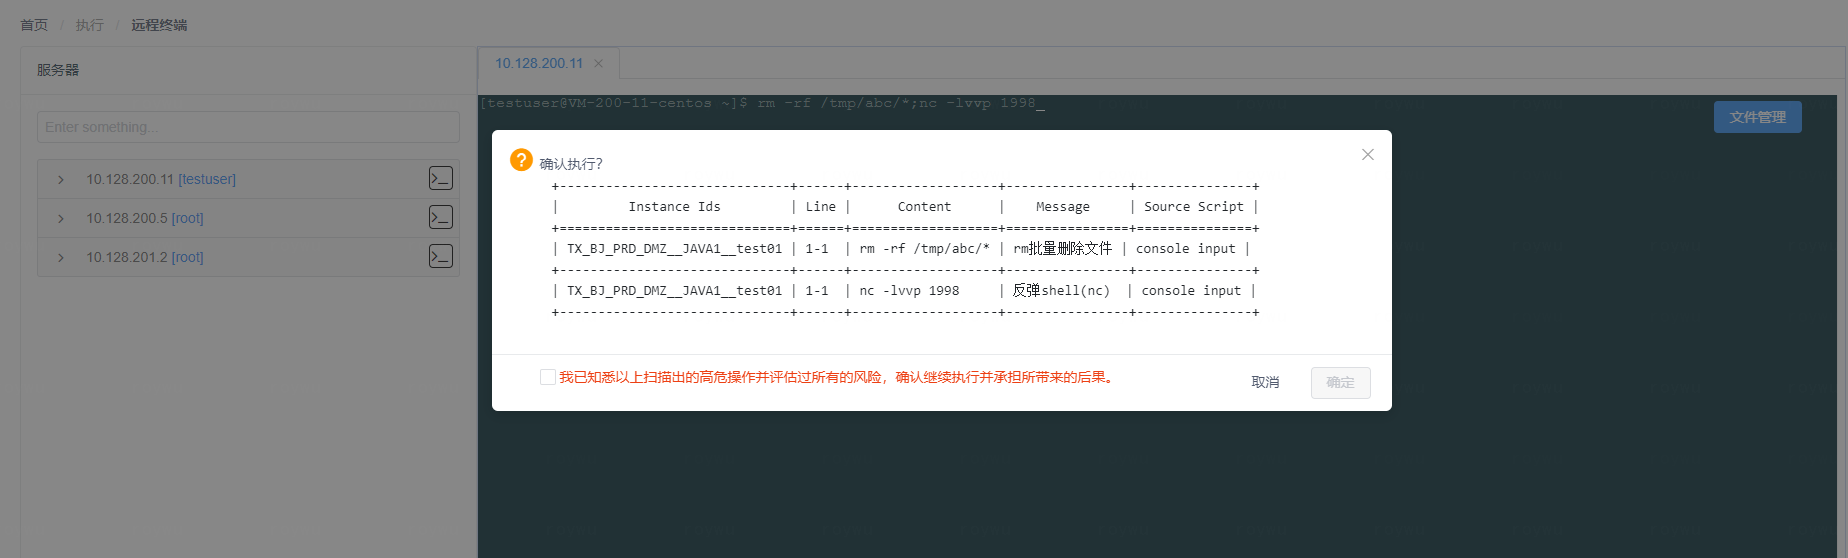 首页 / 执行 / 远程终端
服务器
10.128.200.11 ×
Enter something...
10.128.200.11 [testuser]
10.128.200.5 [root]
10.128.201.2 [root]
[testuser@VM-200-11-centos ~]$ rm -rf /tmp/abc/*;nc -lvvp 1998_
文件管理
确认执行?
+------------------------------+------+-------------------+----------------+---------------+
| Instance Ids | Line | Content | Message | Source Script |
+==============================+======+===================+================+===============+
| TX_BJ_PRD_DMZ__JAVA1__test01 | 1-1 | rm -rf /tmp/abc/* | rm批量删除文件 | console input |
+------------------------------+------+-------------------+----------------+---------------+
| TX_BJ_PRD_DMZ__JAVA1__test01 | 1-1 | nc -lvvp 1998 | 反弹shell(nc) | console input |
+------------------------------+------+-------------------+----------------+---------------+
我已知悉以上扫描出的高危操作并评估过所有的风险，确认继续执行并承担所带来的后果。
取消
确定